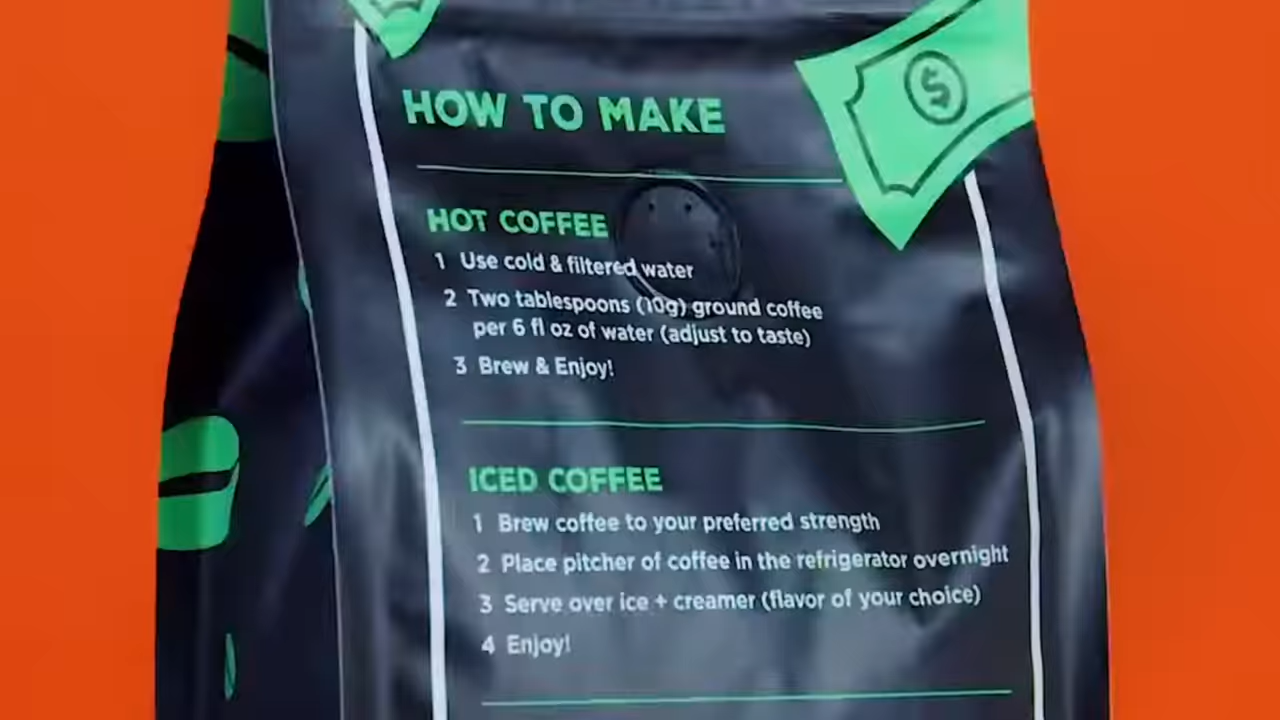 $
HOW TO MAKE
HOT COFFEE
1 Use cold & filtered water
2 Two tablespoons (10g) ground coffee
per 6 fl oz of water (adjust to taste)
3 Brew & Enjoy!
ICED COFFEE
1 Brew coffee to your preferred strength
2 Place pitcher of coffee in the refrigerator overnight
3 Serve over ice + creamer (flavor of your choice)
4 Enjoy!